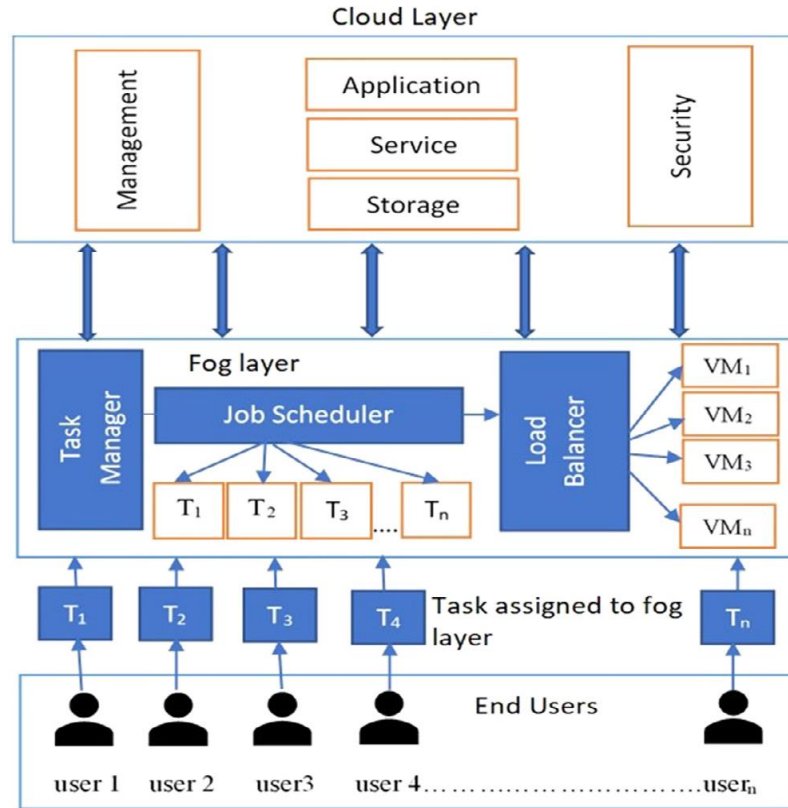 Cloud Layer
Management
Application
Service
Storage
Security
Fog layer
Task
Manager
Job Scheduler
T1
T2
T3
....
Tn
Load
Balancer
VM1
VM2
VM3
VMn
T1
T2
T3
T4
Task assigned to fog
layer
Tn
End Users
user 1 user 2 user3 user 4……………………………usern